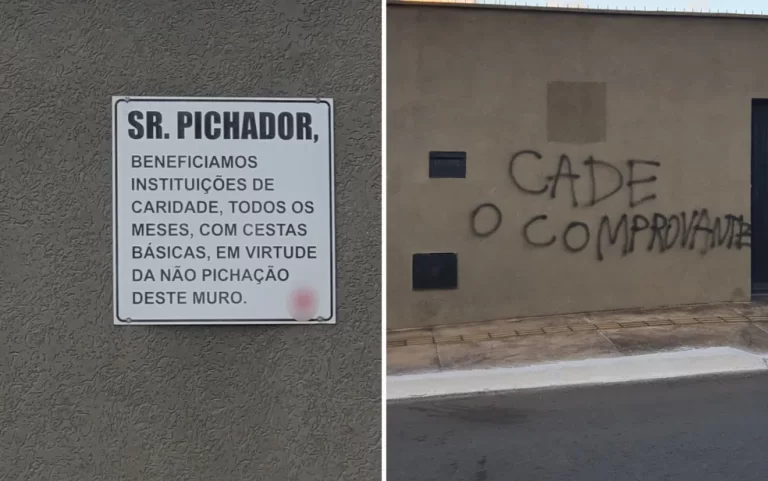 SR. PICHADOR,
BENEFICIAMOS
INSTITUIÇÕES DE
CARIDADE, TODOS OS
MESES, COM CESTAS
BÁSICAS, EM VIRTUDE
DA NÃO PICHAÇÃO
DESTE MURO.
CADE
O COMPROVANTE